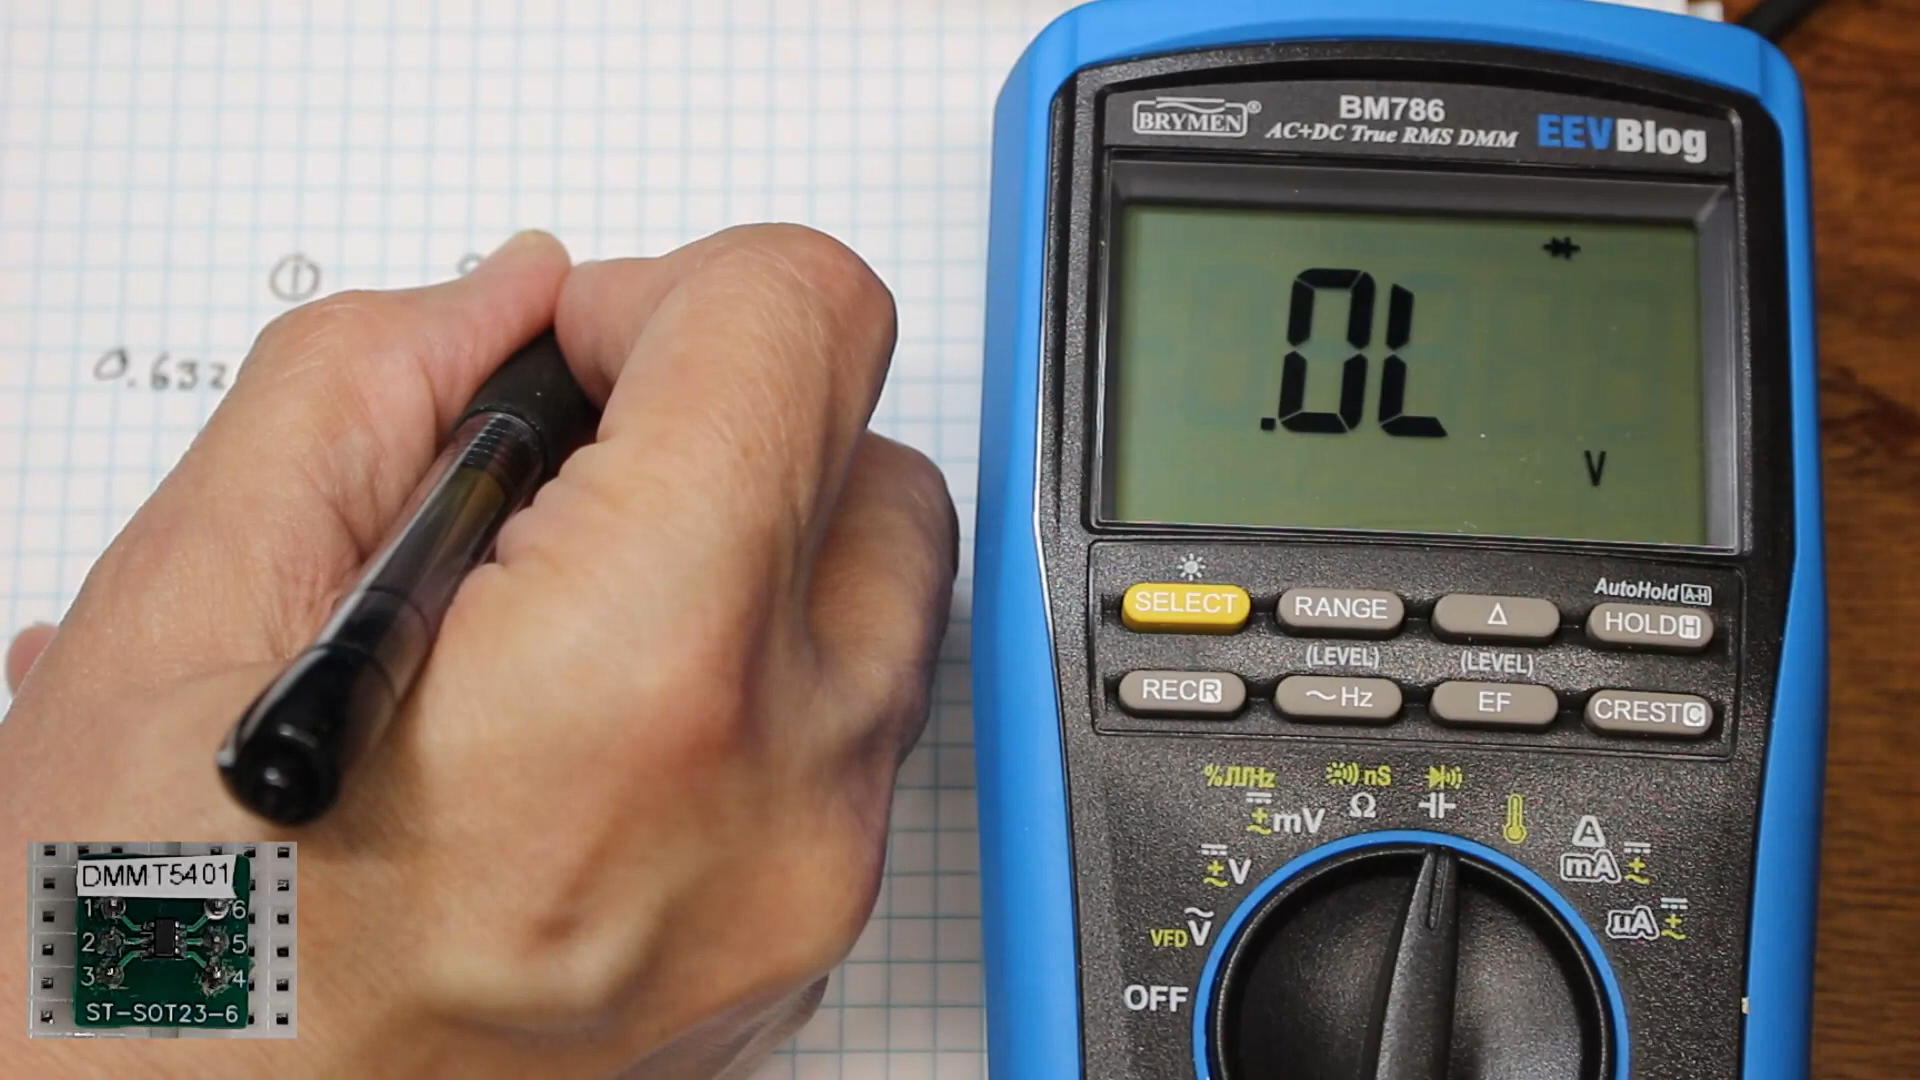 ①
0.632
BRYMEN®
BM786
AC+DC True RMS DMM
EEVBlog
.0L
V
SELECT
RANGE
Δ
AutoHold A-H
HOLD H
(LEVEL)
(LEVEL)
REC R
~Hz
EF
CREST C
% Hz
nS
mV
Ω
V
A
mA
µA
VFD V
OFF
DMMT5401
1 6
2 5
3 4
ST-SOT23-6